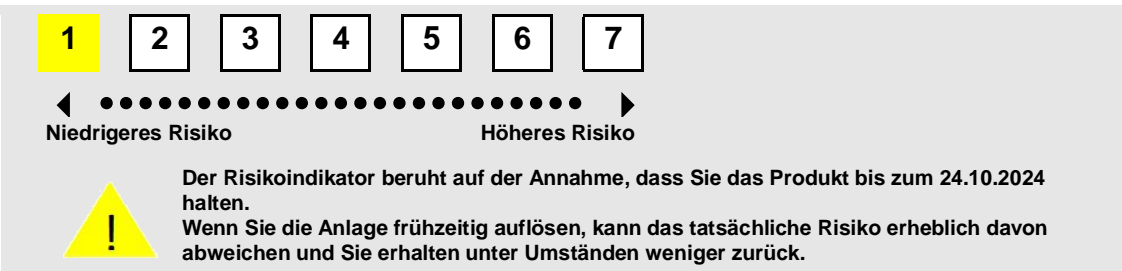 1 2 3 4 5 6 7
Niedrigeres Risiko Höheres Risiko
Der Risikoindikator beruht auf der Annahme, dass Sie das Produkt bis zum 24.10.2024
halten.
Wenn Sie die Anlage frühzeitig auflösen, kann das tatsächliche Risiko erheblich davon
abweichen und Sie erhalten unter Umständen weniger zurück.
!